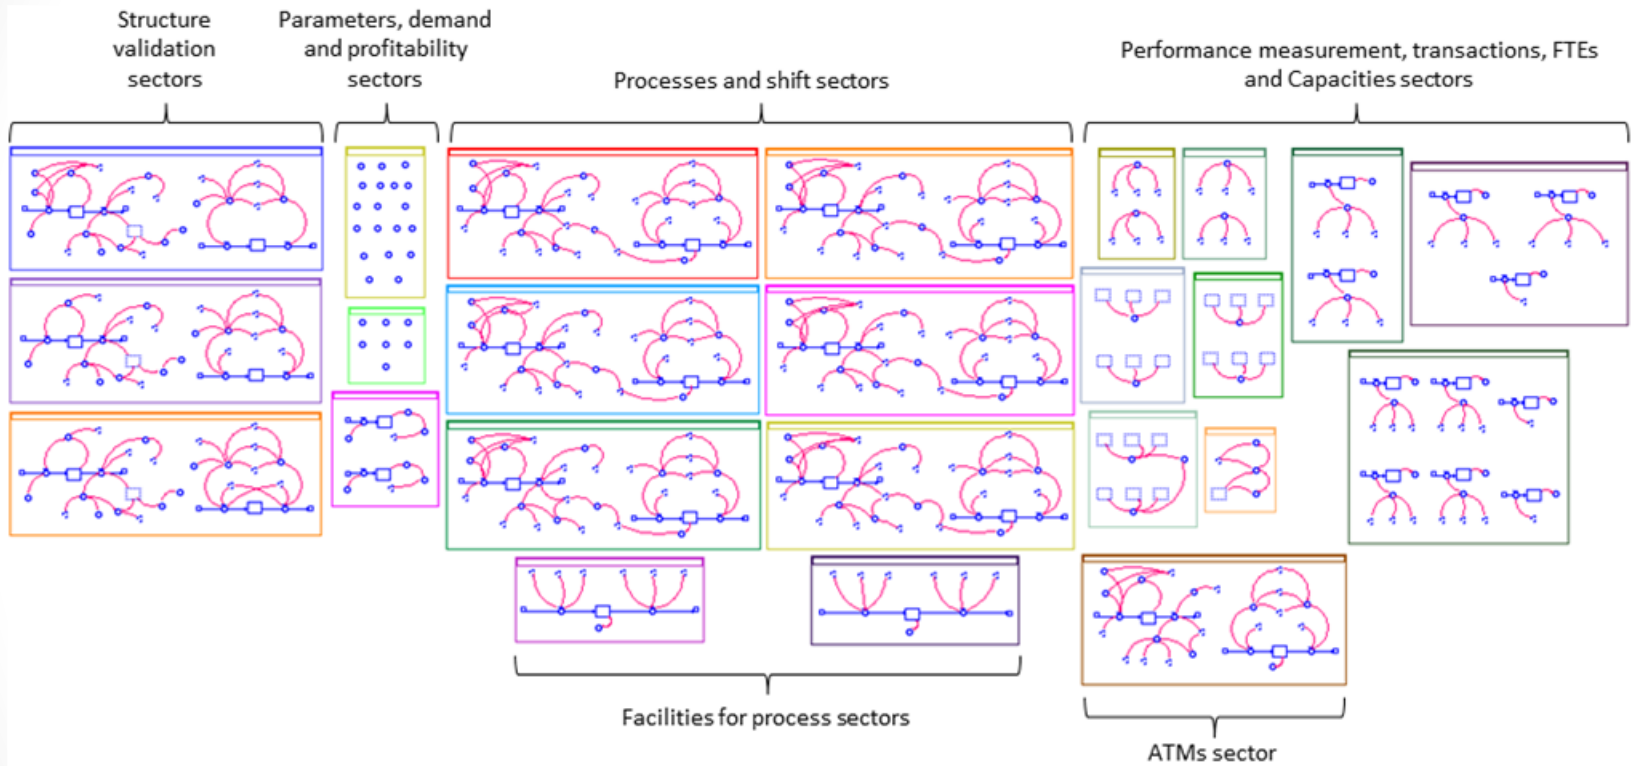 Structure
validation
sectors
Parameters, demand
and profitability
sectors
Processes and shift sectors
Performance measurement, transactions, FTEs
and Capacities sectors
Facilities for process sectors
ATMs sector